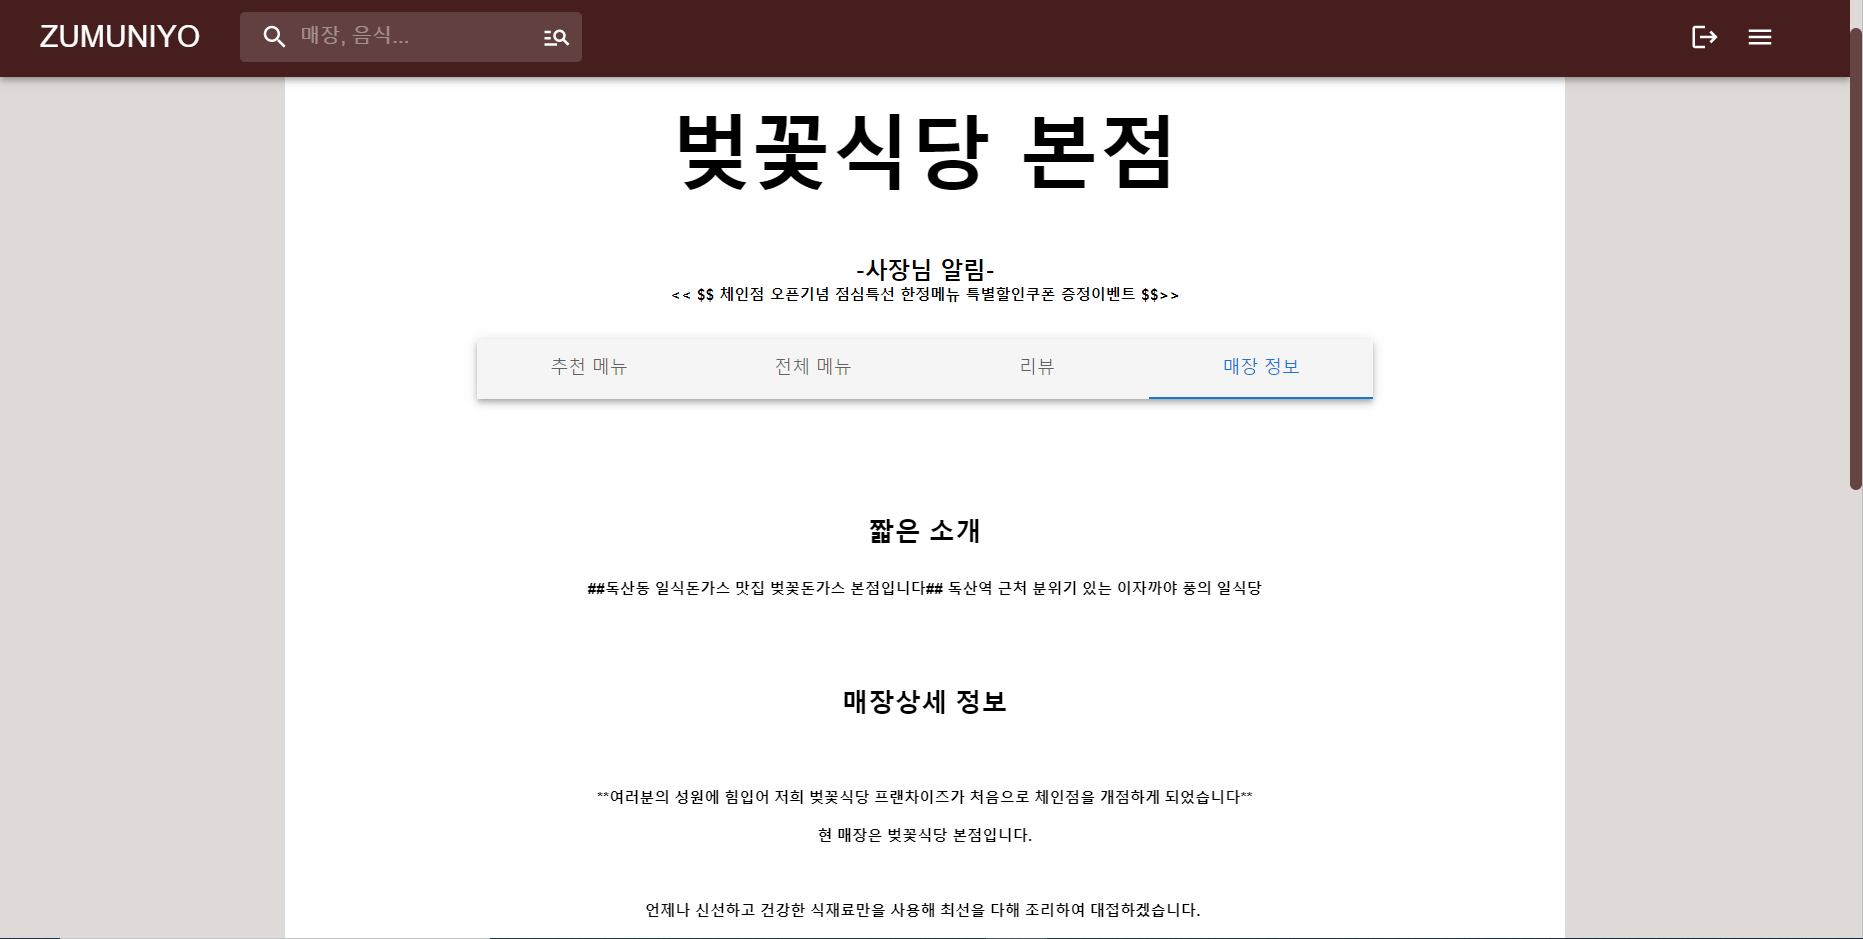 ZUMUNIYO
매장, 음식...
벚꽃식당 본점
-사장님 알림-
<< $$ 체인점 오픈기념 점심특선 한정메뉴 특별할인쿠폰 증정이벤트 $$>>
추천 메뉴
전체 메뉴
리뷰
매장 정보
짧은 소개
##독산동 일식돈가스 맛집 벚꽃돈가스 본점입니다## 독산역 근처 분위기 있는 이자까야 풍의 일식당
매장상세 정보
**여러분의 성원에 힘입어 저희 벚꽃식당 프랜차이즈가 처음으로 체인점을 개점하게 되었습니다**
현 매장은 벚꽃식당 본점입니다.
언제나 신선하고 건강한 식재료만을 사용해 최선을 다해 조리하여 대접하겠습니다.